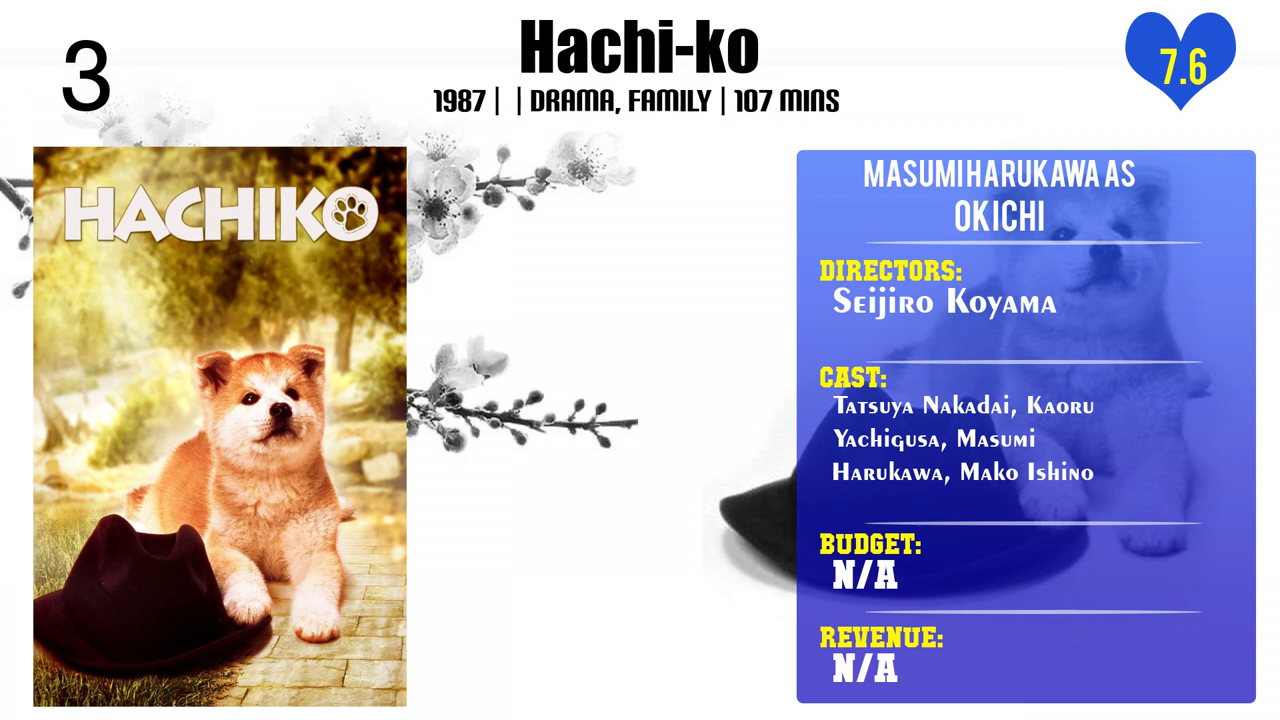 3
Hachi-ko
7.6
1987 | | DRAMA, FAMILY | 107 MINS
HACHIKO
MASUMI HARUKAWA AS
OKICHI
DIRECTORS:
Seijiro Koyama
CAST:
Tatsuya Nakadai, Kaoru
Yachigusa, Masumi
Harukawa, Mako Ishino
BUDGET:
N/A
REVENUE:
N/A